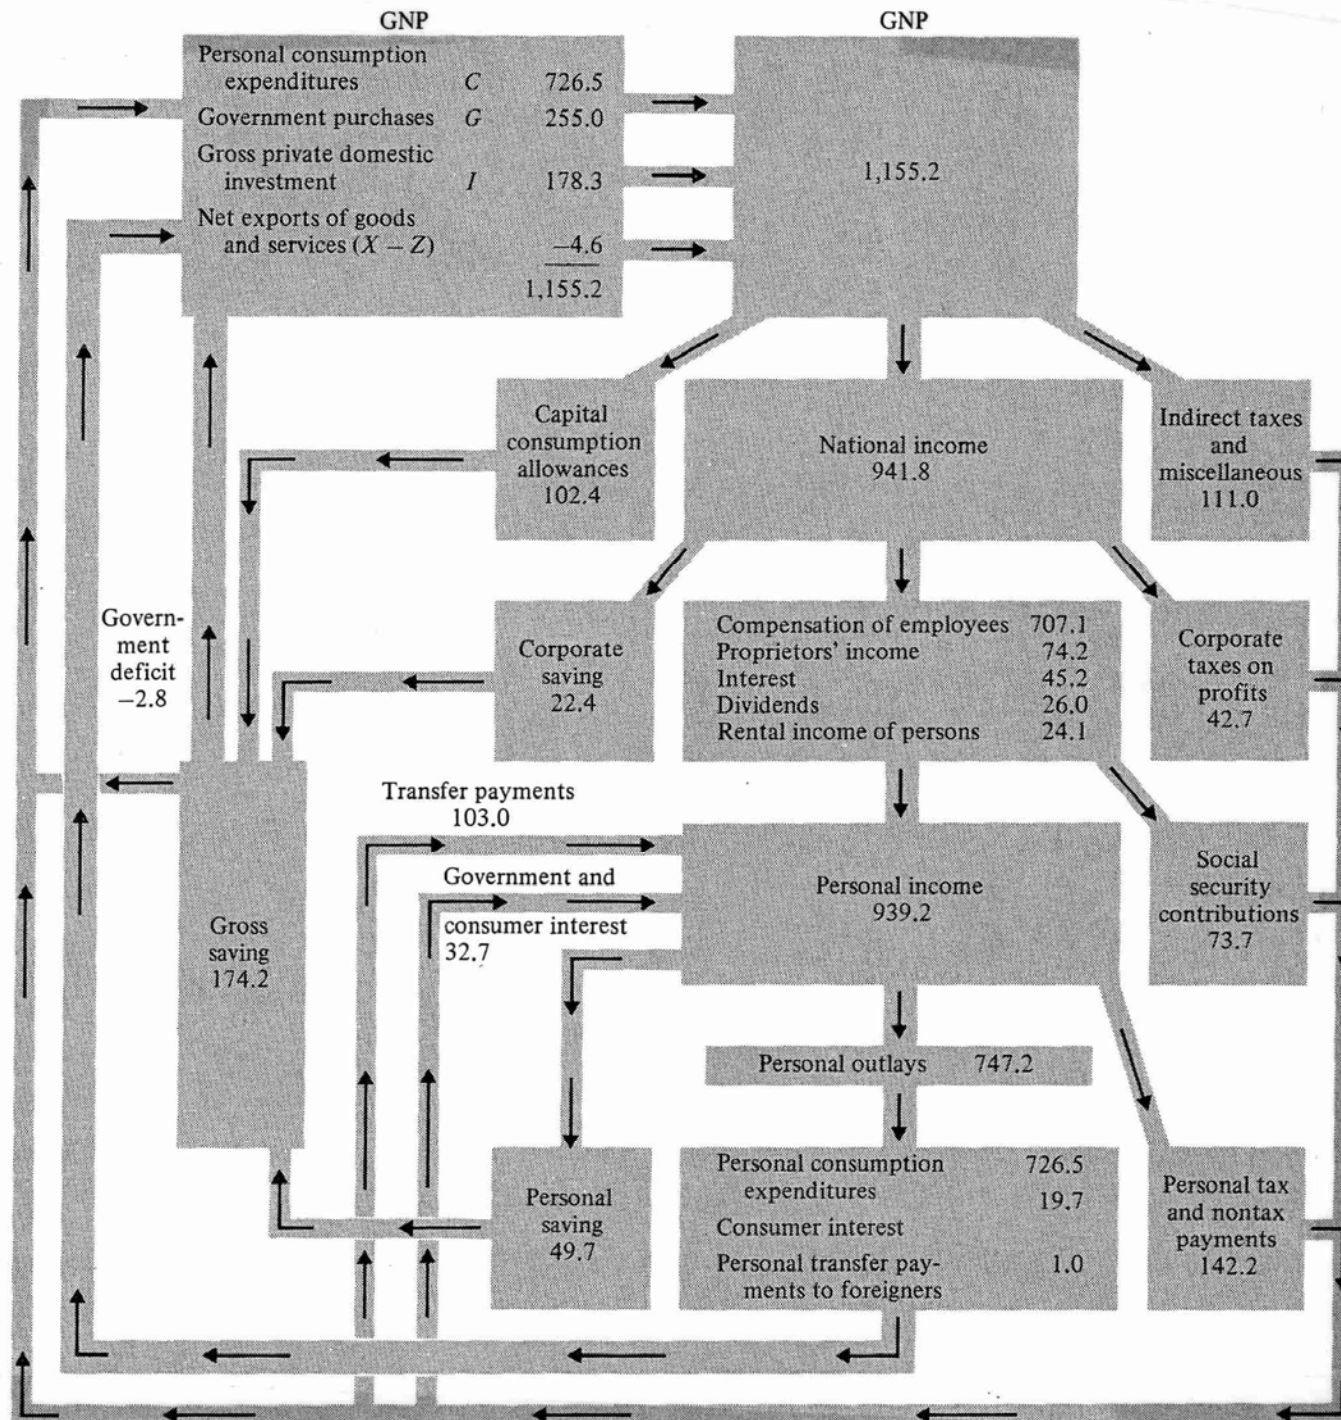 GNP
GNP
Personal consumption
expenditures C 726.5
Government purchases G 255.0
Gross private domestic
investment I 178.3
Net exports of goods
and services (X – Z) –4.6
1,155.2
1,155.2
Capital
consumption
allowances
102.4
National income
941.8
Indirect taxes
and
miscellaneous
111.0
Govern-
ment
deficit
–2.8
Corporate
saving
22.4
Compensation of employees 707.1
Proprietors' income 74.2
Interest 45.2
Dividends 26.0
Rental income of persons 24.1
Corporate
taxes on
profits
42.7
Transfer payments
103.0
Government and
consumer interest
32.7
Personal income
939.2
Social
security
contributions
73.7
Gross
saving
174.2
Personal outlays 747.2
Personal
saving
49.7
Personal consumption 726.5
expenditures 19.7
Consumer interest
Personal transfer pay- 1.0
ments to foreigners
Personal tax
and nontax
payments
142.2